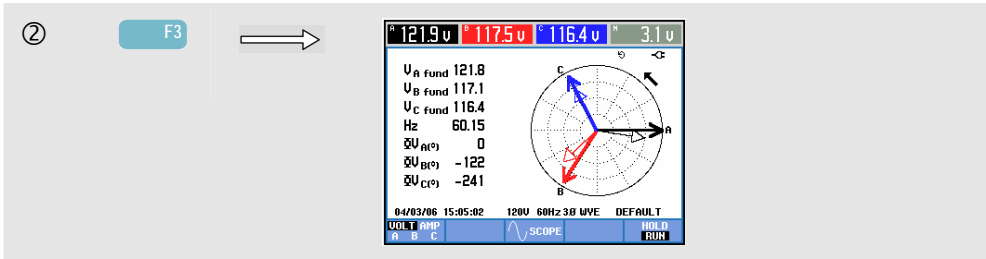 ② F3
A 121.9 V B 117.5 V C 116.4 V N 3.1 V
VA fund 121.8
VB fund 117.1
VC fund 116.4
Hz 60.15
ΦVA(°) 0
ΦVB(°) -122
ΦVC(°) -241
C
A
B
04/03/06 15:05:02 120V 60Hz 3Ø WYE DEFAULT
VOLT AMP
A B C
SCOPE
HOLD
RUN